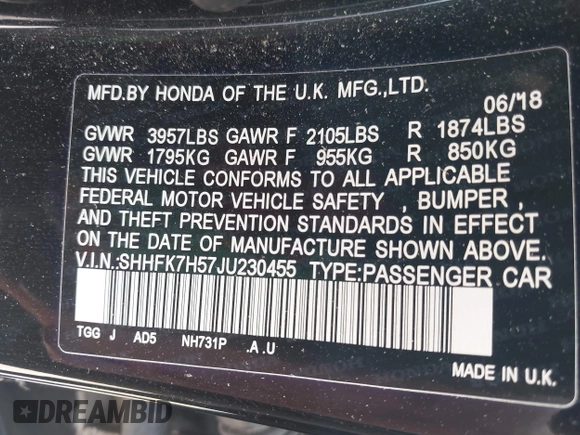 MFD.BY HONDA OF THE U.K. MFG.,LTD.
06/18
GVWR 3957LBS GAWR F 2105LBS R 1874LBS
GVWR 1795KG GAWR F 955KG R 850KG
THIS VEHICLE CONFORMS TO ALL APPLICABLE
FEDERAL MOTOR VEHICLE SAFETY , BUMPER ,
AND THEFT PREVENTION STANDARDS IN EFFECT
ON THE DATE OF MANUFACTURE SHOWN ABOVE.
V.I.N.:SHHFK7H57JU230455 TYPE:PASSENGER CAR
TGG J AD5 NH731P .A .U
MADE IN U.K.
DREAMBID